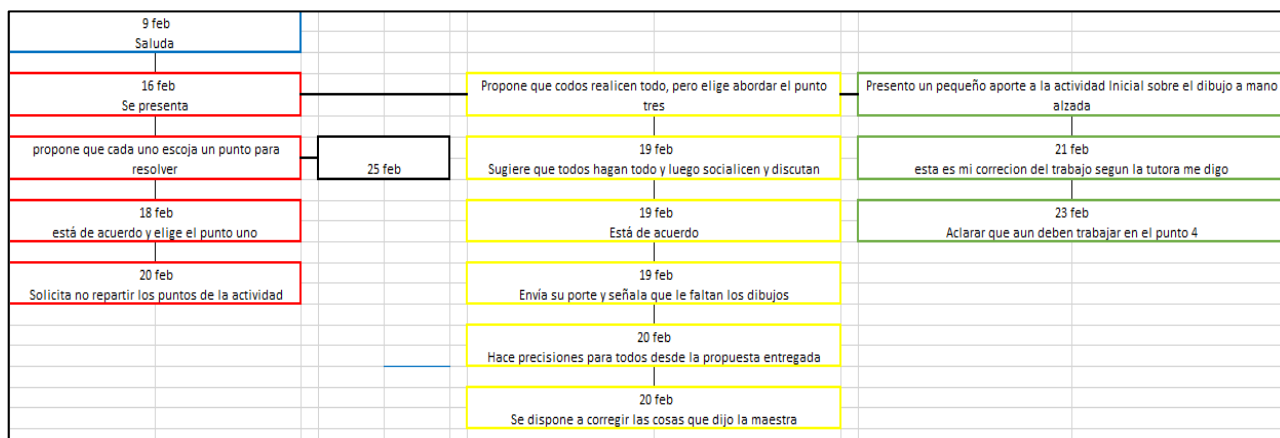 9 feb
Saluda
16 feb
Se presenta
propone que cada uno escoja un punto para
resolver
18 feb
está de acuerdo y elige el punto uno
20 feb
Solicita no repartir los puntos de la actividad
25 feb
Propone que codos realicen todo, pero elige abordar el punto
tres
19 feb
Sugiere que todos hagan todo y luego socialicen y discutan
19 feb
Está de acuerdo
19 feb
Envía su porte y señala que le faltan los dibujos
20 feb
Hace precisiones para todos desde la propuesta entregada
20 feb
Se dispone a corregir las cosas que dijo la maestra
Presento un pequeño aporte a la actividad Inicial sobre el dibujo a mano
alzada
21 feb
esta es mi correcion del trabajo segun la tutora me digo
23 feb
Aclarar que aun deben trabajar en el punto 4